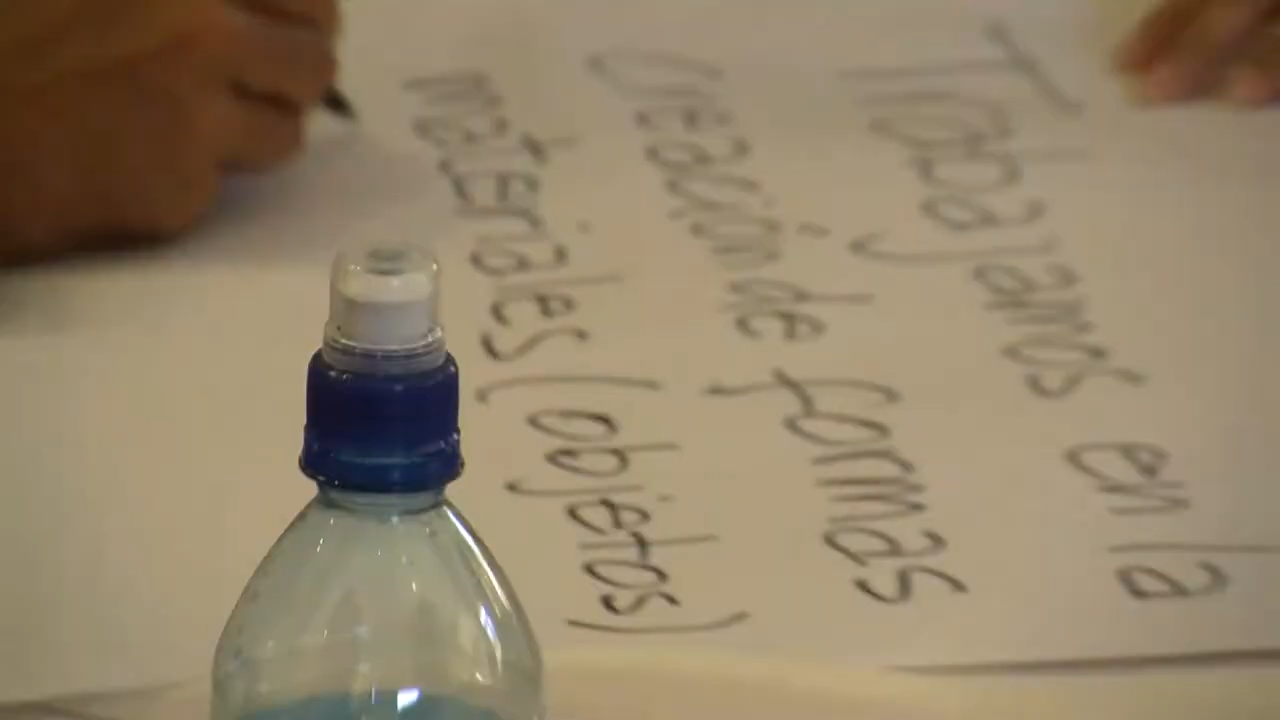 Trabajamos en la
Creación de formas
materiales (objetos)